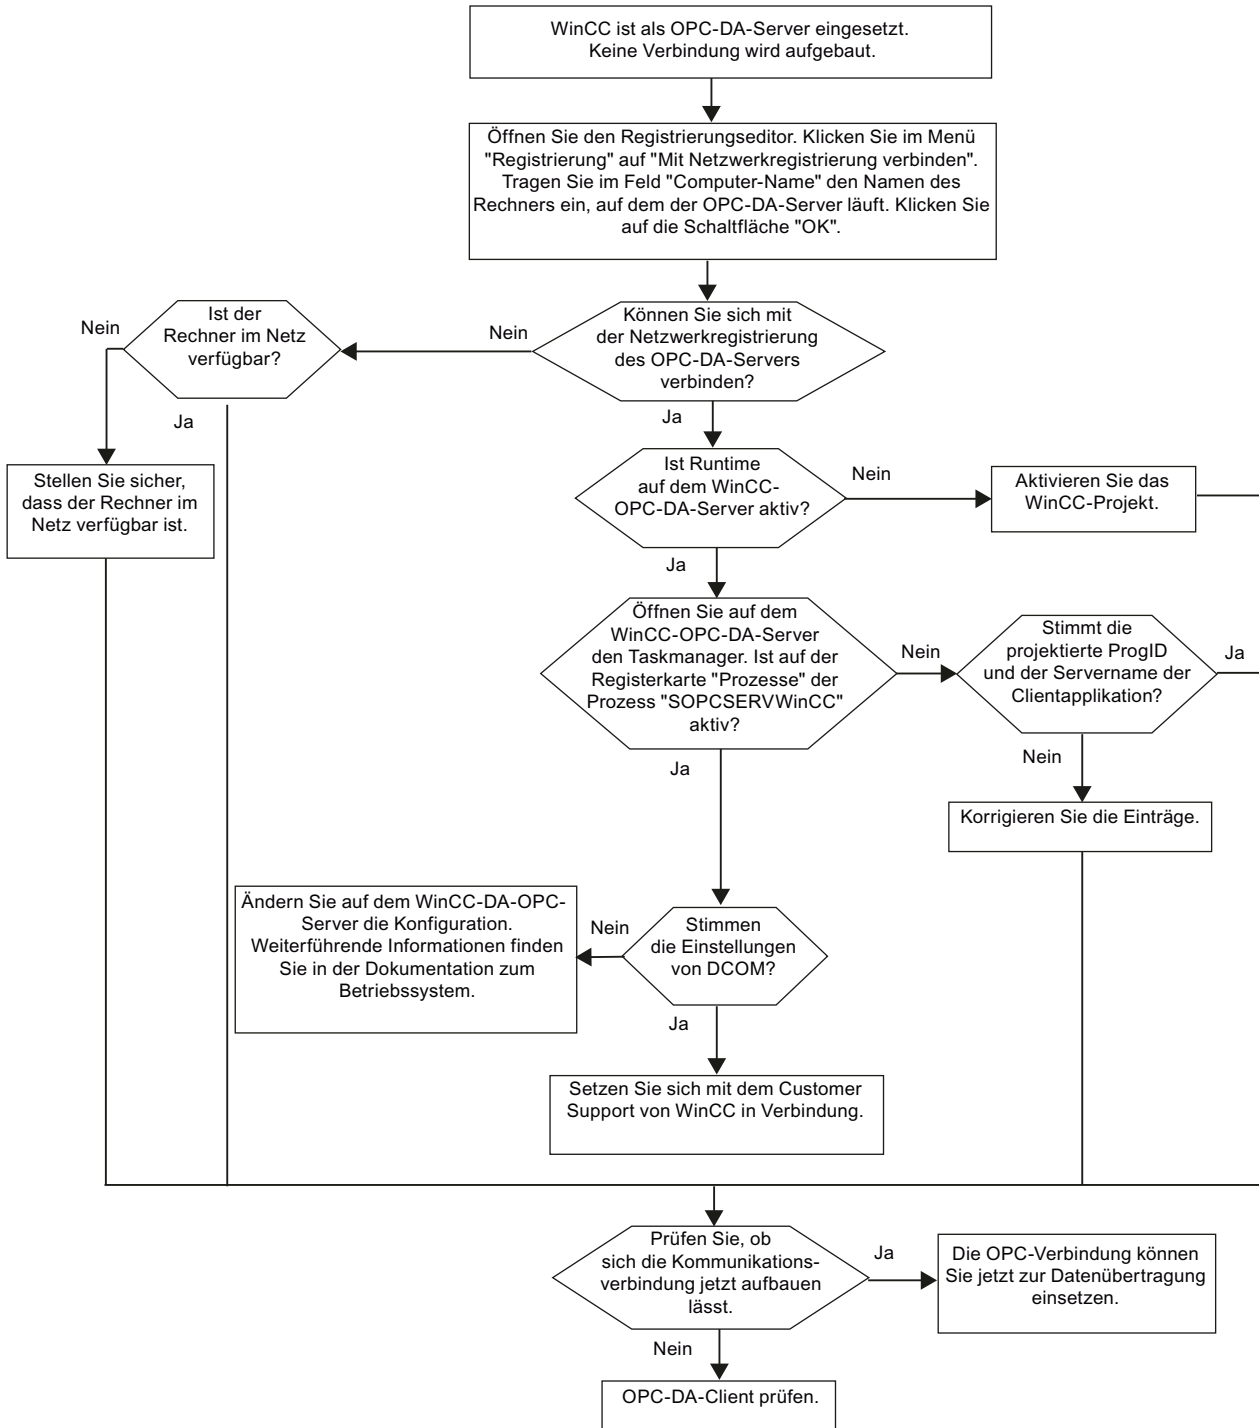 WinCC ist als OPC-DA-Server eingesetzt.
Keine Verbindung wird aufgebaut.
Öffnen Sie den Registrierungseditor. Klicken Sie im Menü
"Registrierung" auf "Mit Netzwerkregistrierung verbinden".
Tragen Sie im Feld "Computer-Name" den Namen des
Rechners ein, auf dem der OPC-DA-Server läuft. Klicken Sie
auf die Schaltfläche "OK".
Nein
Ist der
Rechner im Netz
verfügbar?
Nein
Können Sie sich mit
der Netzwerkregistrierung
des OPC-DA-Servers
verbinden?
Ja
Ja
Stellen Sie sicher,
dass der Rechner im
Netz verfügbar ist.
Ist Runtime
auf dem WinCC-
OPC-DA-Server aktiv?
Nein
Aktivieren Sie das
WinCC-Projekt.
Ja
Öffnen Sie auf dem
WinCC-OPC-DA-Server
den Taskmanager. Ist auf der
Registerkarte "Prozesse" der
Prozess "SOPCSERVWinCC"
aktiv?
Nein
Stimmt die
projektierte ProgID
und der Servername der
Clientapplikation?
Ja
Ja
Nein
Korrigieren Sie die Einträge.
Ändern Sie auf dem WinCC-DA-OPC-
Server die Konfiguration.
Weiterführende Informationen finden
Sie in der Dokumentation zum
Betriebssystem.
Nein
Stimmen
die Einstellungen
von DCOM?
Ja
Setzen Sie sich mit dem Customer
Support von WinCC in Verbindung.
Prüfen Sie, ob
sich die Kommunikations-
verbindung jetzt aufbauen
lässt.
Ja
Die OPC-Verbindung können
Sie jetzt zur Datenübertragung
einsetzen.
Nein
OPC-DA-Client prüfen.